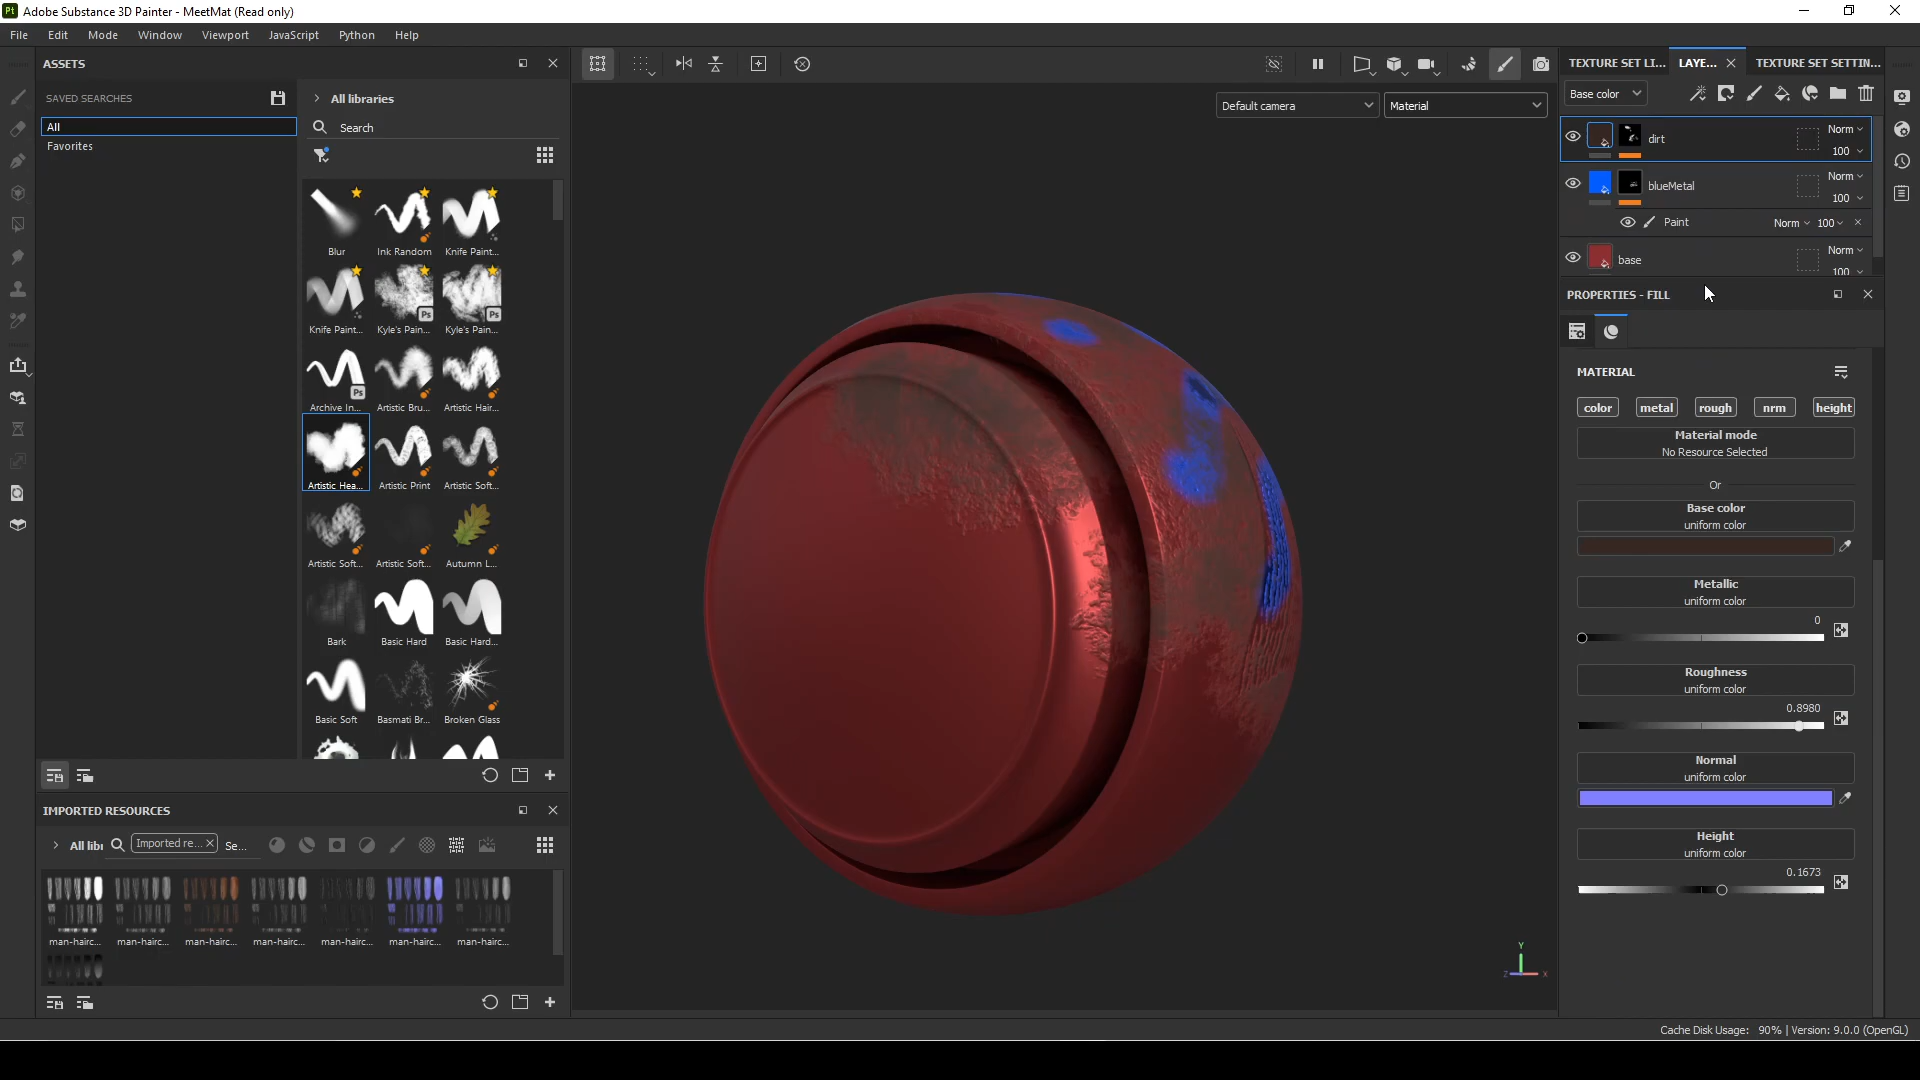 Pt Adobe Substance 3D Painter - MeetMat (Read only)
File Edit Mode Window Viewport JavaScript Python Help
ASSETS
SAVED SEARCHES
All
Favorites
All libraries
Search
Blur Ink Random Knife Paint...
Knife Paint... Kyle's Pain... Kyle's Pain...
Ps Ps
Archive In... Artistic Bru... Artistic Hair...
Ps
Artistic Hea... Artistic Print Artistic Soft...
Artistic Soft... Artistic Soft... Autumn L...
Bark Basic Hard Basic Hard...
Basic Soft Basmati Br... Broken Glass
IMPORTED RESOURCES
All libr Imported re... Se...
man-hairc... man-hairc... man-hairc... man-hairc... man-hairc... man-hairc... man-hairc...
Default camera Material
Y
Z X
TEXTURE SET LI... LAYE... TEXTURE SET SETTIN...
Base color
dirt Norm
100
blueMetal Norm
100
Paint Norm 100
base Norm
100
PROPERTIES - FILL
MATERIAL
color metal rough nrm height
Material mode
No Resource Selected
Or
Base color
uniform color
Metallic
uniform color
0
Roughness
uniform color
0.8980
Normal
uniform color
Height
uniform color
0.1673
Cache Disk Usage: 90% | Version: 9.0.0 (OpenGL)